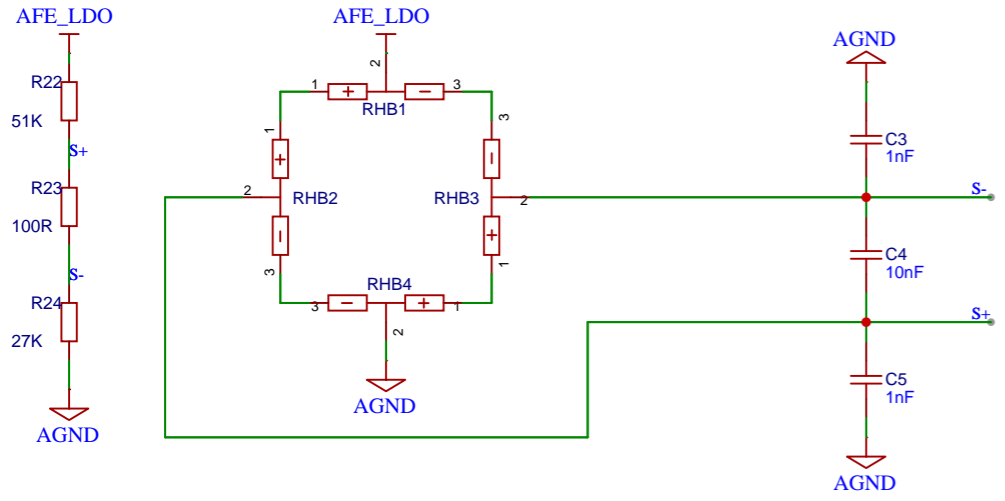 AFE_LDO
R22
51K
S+
R23
100R
S-
R24
27K
AGND
AFE_LDO
2
1
+
-
3
RHB1
1
+
2
RHB2
-
3
3
-
RHB3
2
+
1
RHB4
3
-
+
1
2
AGND
AGND
C3
1nF
S-
C4
10nF
S+
C5
1nF
AGND